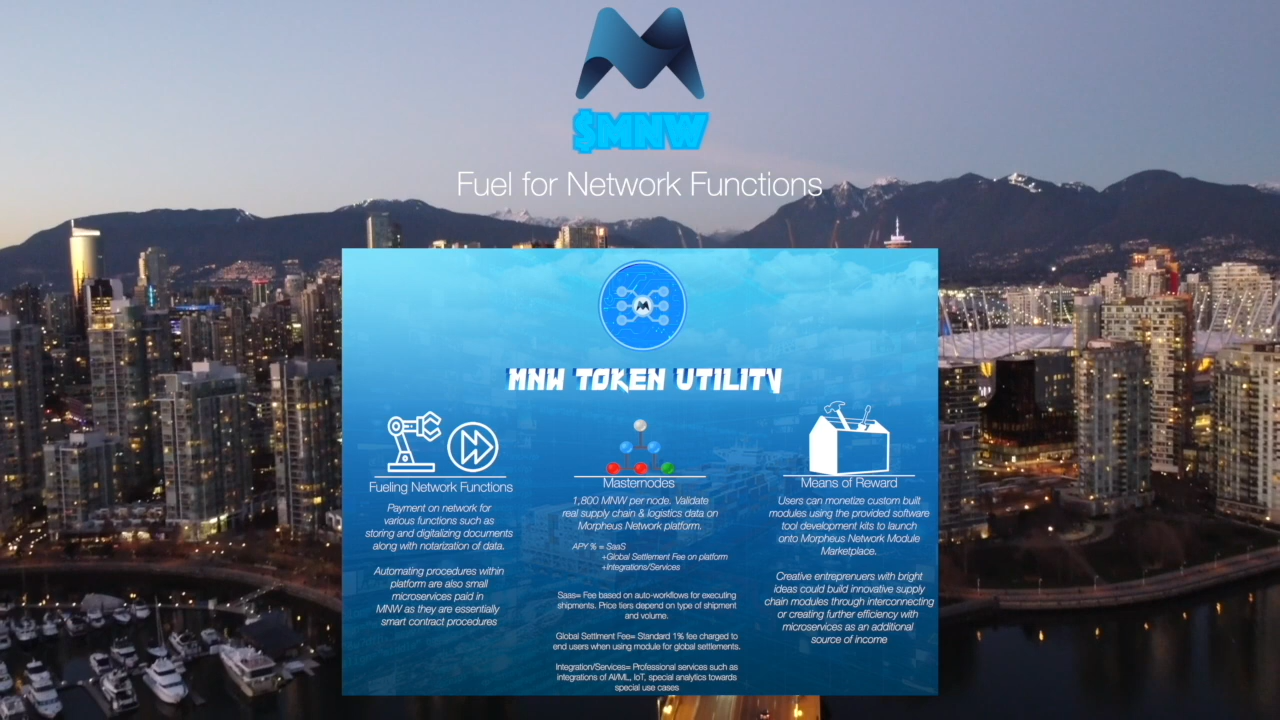 $MNW
Fuel for Network Functions
MNW TOKEN UTILITY
Fueling Network Functions
Payment on network for
various functions such as
storing and digitalizing documents
along with notarization of data.
Automating procedures within
platform are also small
microservices paid in
MNW as they are essentially
smart contract procedures
Masternodes
1,800 MNW per node. Validate
real supply chain & logistics data on
Morpheus Network platform.
APY % = SaaS
+Global Settlement Fee on platform
+Integrations/Services
Saas= Fee based on auto-workflows for executing
shipments. Price tiers depend on type of shipment
and volume.
Global Settlment Fee= Standard 1% fee charged to
end users when using module for global settlements.
Integration/Services= Professional services such as
integrations of AI/ML, IoT, special analytics towards
special use cases
Means of Reward
Users can monetize custom built
modules using the provided software
tool development kits to launch
onto Morpheus Network Module
Marketplace.
Creative entreprenuers with bright
ideas could build innovative supply
chain modules through interconnecting
or creating further efficiency with
microservices as an additional
source of income